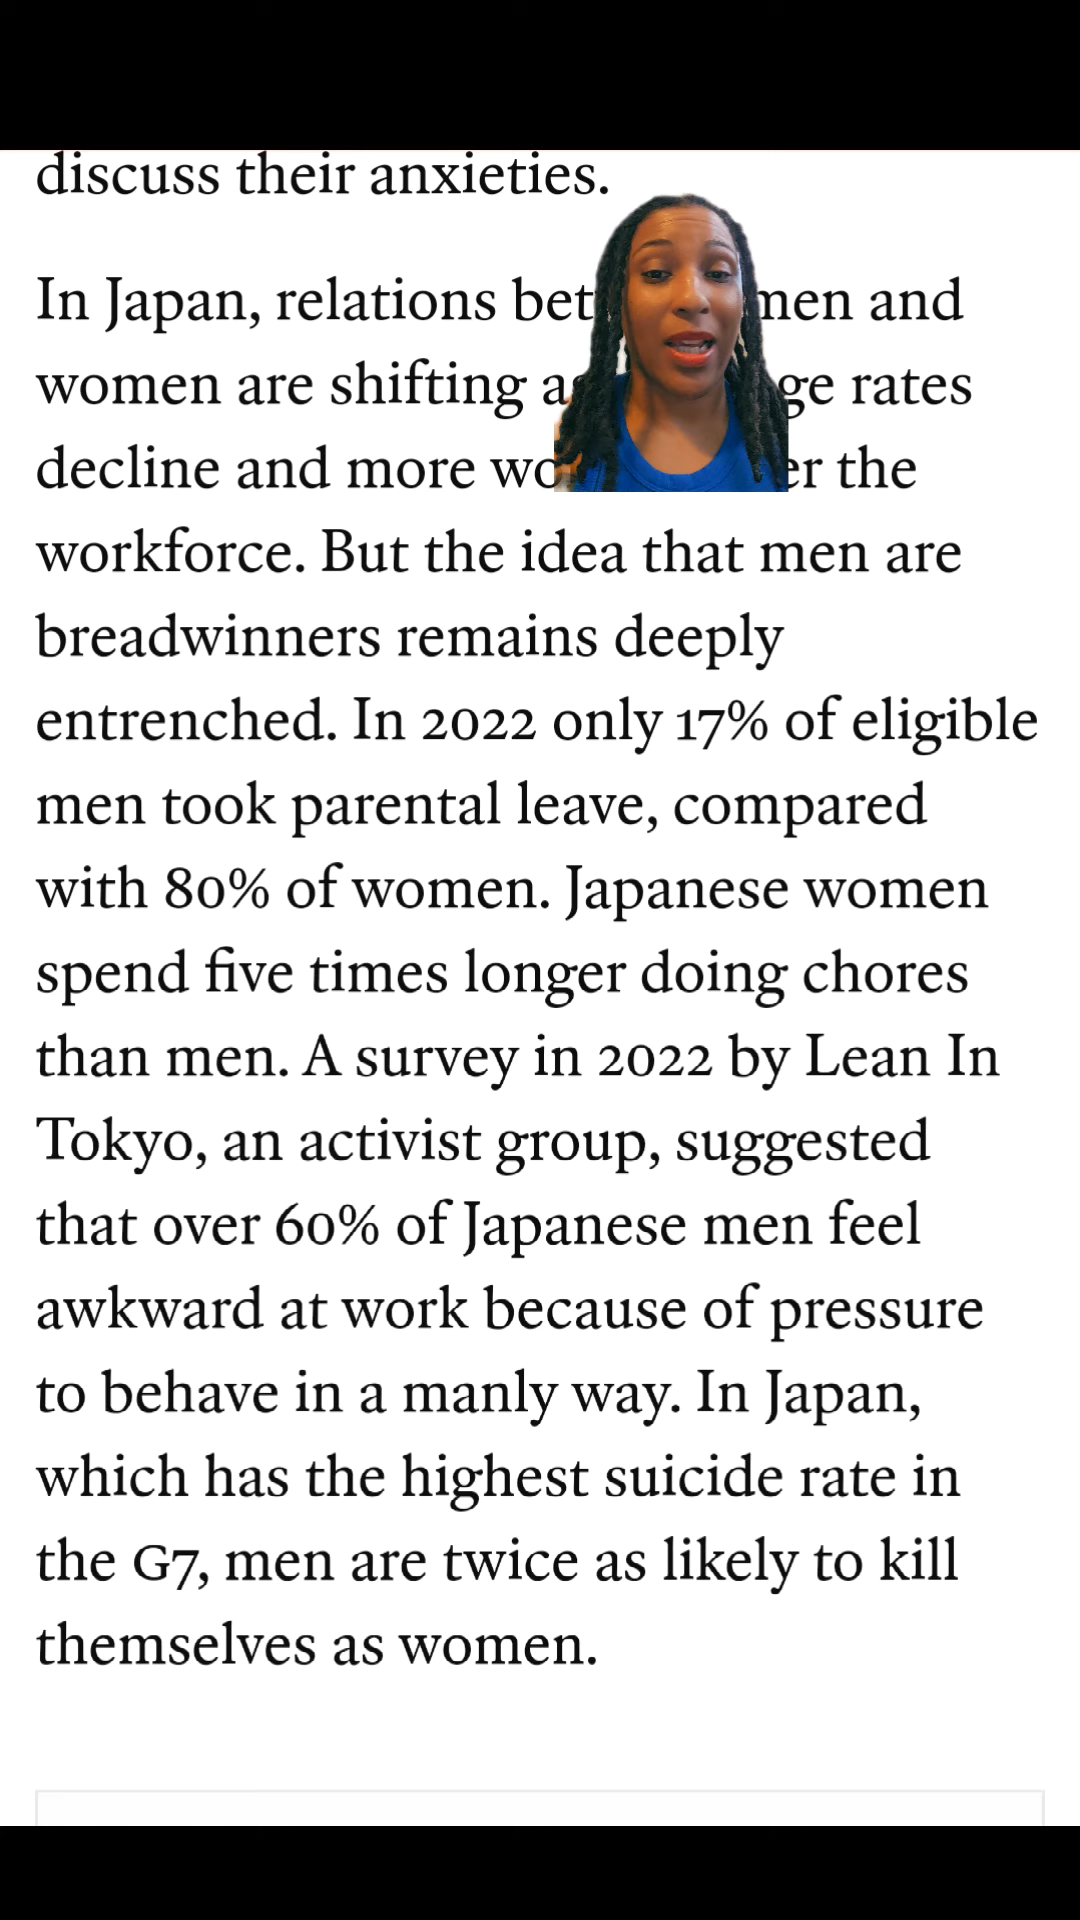 discuss their anxieties.
In Japan, relations bet men and
women are shifting as ge rates
decline and more wo er the
workforce. But the idea that men are
breadwinners remains deeply
entrenched. In 2022 only 17% of eligible
men took parental leave, compared
with 80% of women. Japanese women
spend five times longer doing chores
than men. A survey in 2022 by Lean In
Tokyo, an activist group, suggested
that over 60% of Japanese men feel
awkward at work because of pressure
to behave in a manly way. In Japan,
which has the highest suicide rate in
the G7, men are twice as likely to kill
themselves as women.